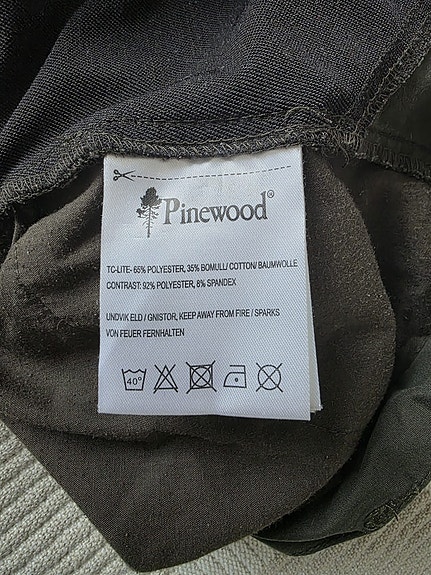 Pinewood®
TC-LITE- 65% POLYESTER, 35% BOMULL/ COTTON/ BAUMWOLLE
CONTRAST: 92% POLYESTER, 8% SPANDEX
UNDVIK ELD / GNISTOR, KEEP AWAY FROM FIRE / SPARKS
VON FEUER FERNHALTEN
40°